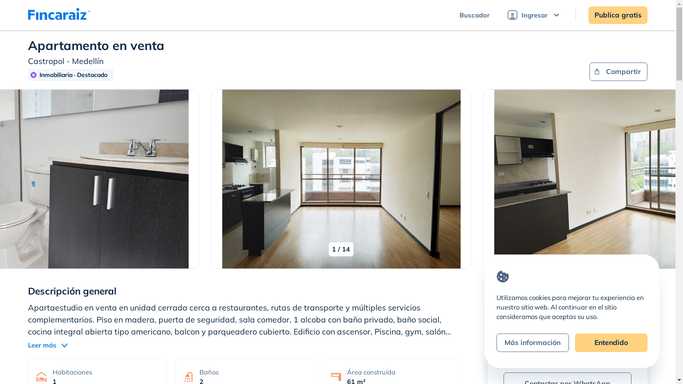 Fincaraiz
Buscador
Ingresar
Publica gratis
Apartamento en venta
Castropol - Medellín
Inmobiliaria - Destacado
Compartir
1 / 14
Descripción general
Apartaestudio en venta en unidad cerrada cerca a restaurantes, rutas de transporte y múltiples servicios
complementarios. Piso en madera, puerta de seguridad, sala comedor, 1 alcoba con baño privado, baño social,
cocina integral abierta tipo americano, balcon y parqueadero cubierto. Edificio con ascensor, Piscina, gym, salón...
Leer más
Habitaciones
1
Baños
2
Área construida
61 m²
Utilizamos cookies para mejorar tu experiencia en
nuestro sitio web. Al continuar en el sitio
consideramos que aceptas su uso.
Más información
Entendido
Contactar por WhatsApp